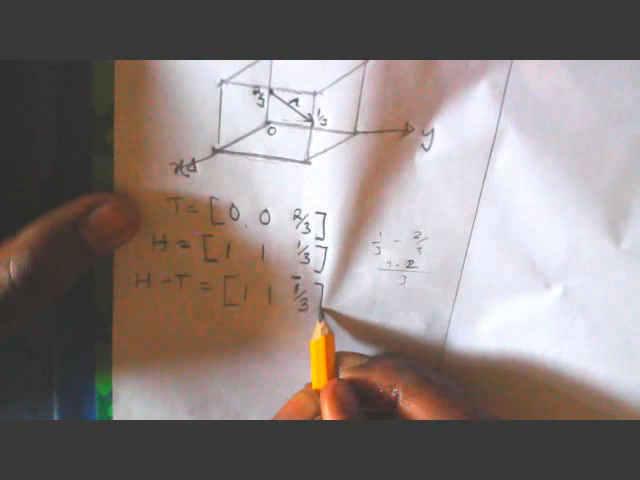 2/3
1/3
0
y
T = [0, 0 2/3]
H = [1 1 1/3]
H - T = [1 1 1̄/3]
1/3 - 2/3
1-2
3